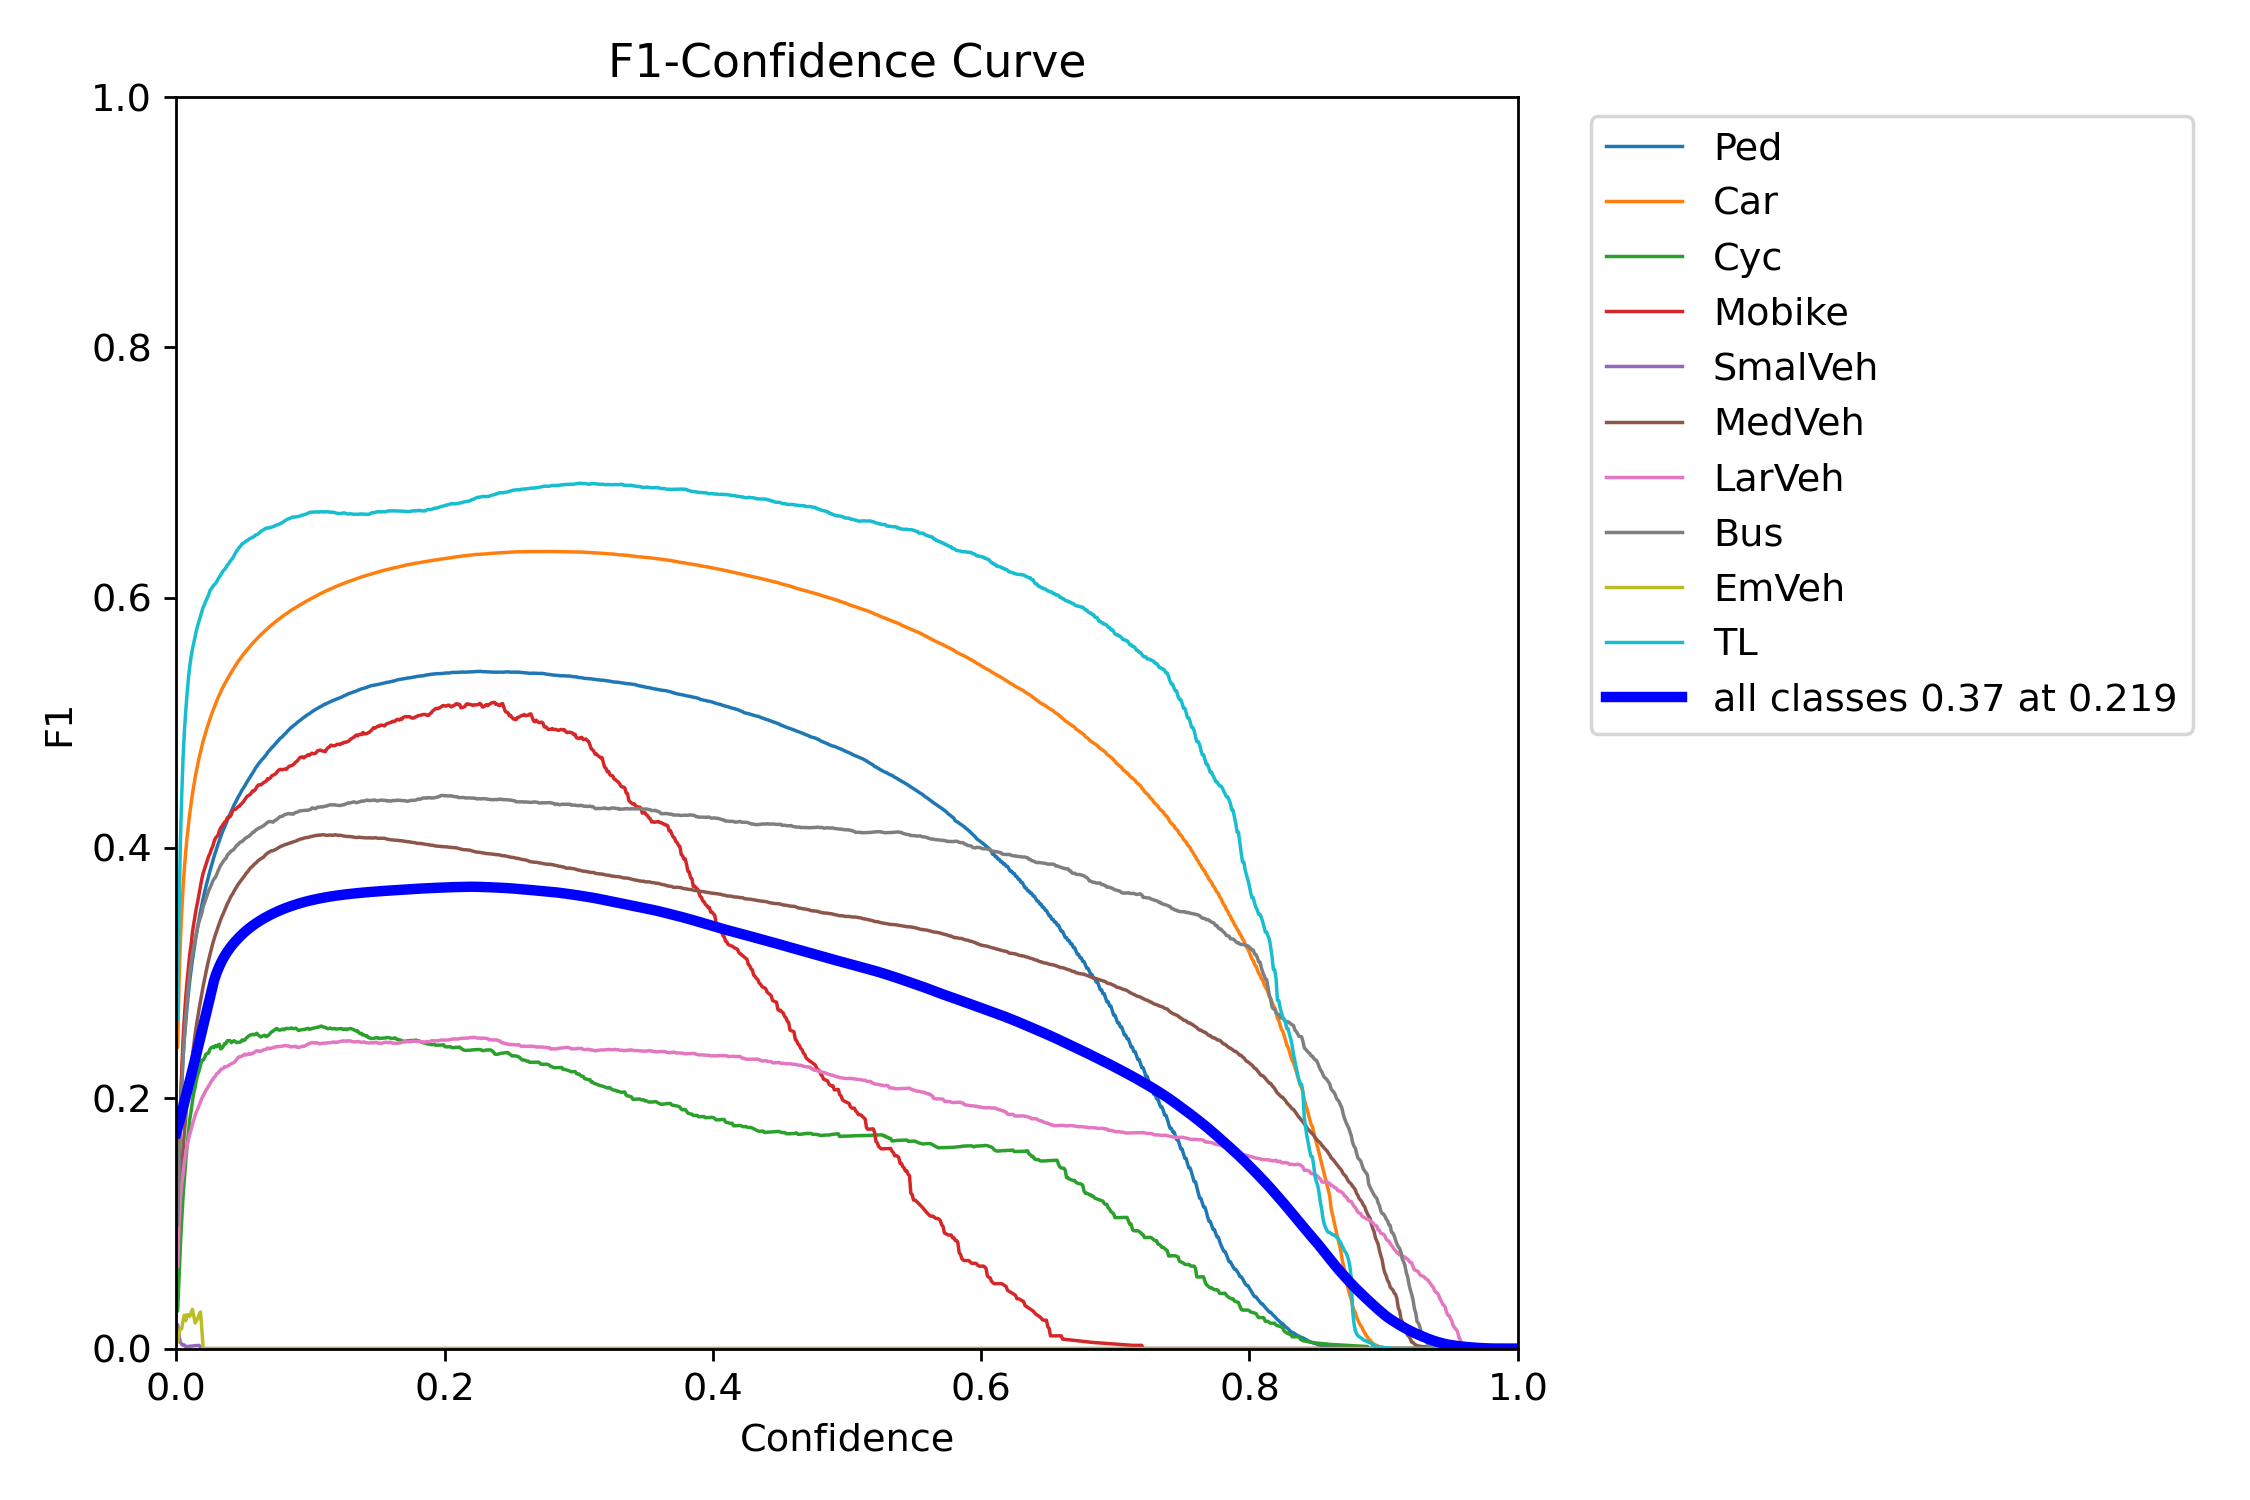 F1-Confidence Curve
1.0
0.8
0.6
0.4
0.2
0.0
F1
0.0 0.2 0.4 0.6 0.8 1.0
Confidence
Ped
Car
Cyc
Mobike
SmalVeh
MedVeh
LarVeh
Bus
EmVeh
TL
all classes 0.37 at 0.219